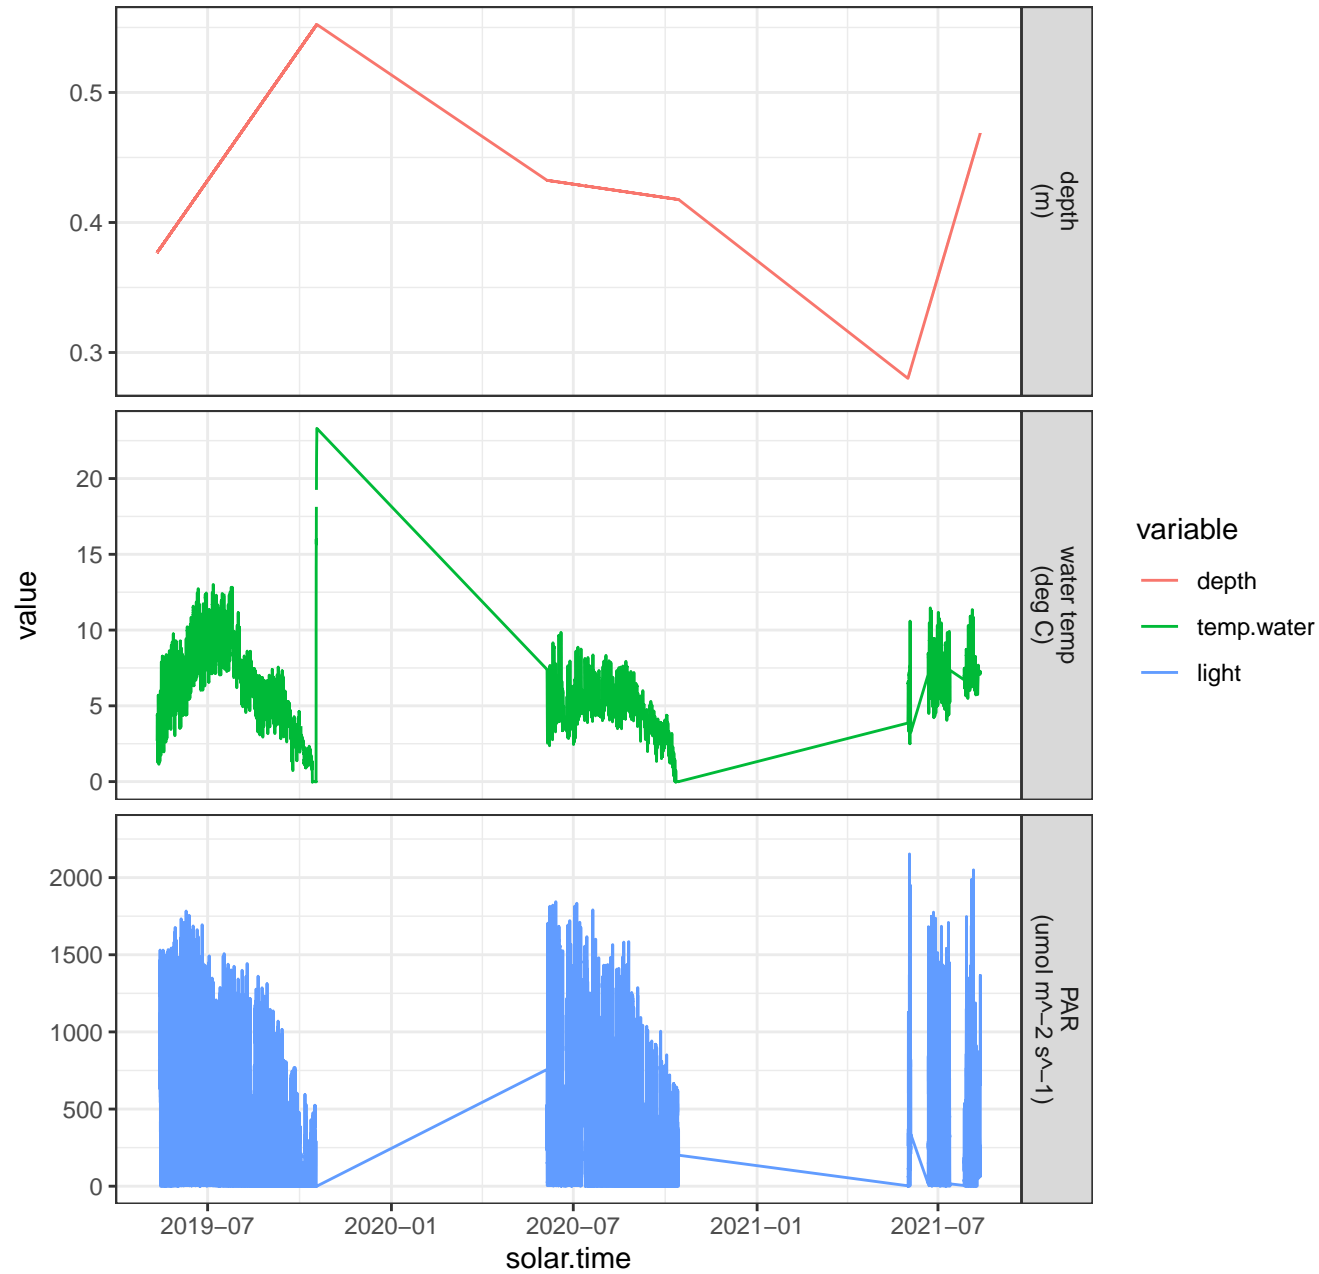 0.5
0.4
0.3
depth
(m)
20
15
10
5
0
water temp
(deg C)
2000
1500
1000
500
0
PAR
(umol m^−2 s^−1)
value
2019−07
2020−01
2020−07
2021−01
2021−07
solar.time
variable
depth
temp.water
light